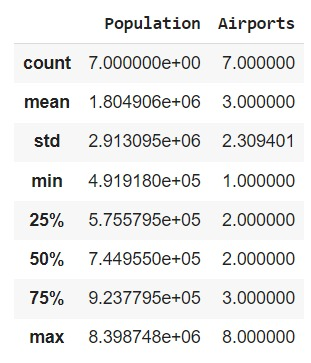 Population Airports
count 7.000000e+00 7.000000
mean 1.804906e+06 3.000000
std 2.913095e+06 2.309401
min 4.919180e+05 1.000000
25% 5.755795e+05 2.000000
50% 7.449550e+05 2.000000
75% 9.237795e+05 3.000000
max 8.398748e+06 8.000000